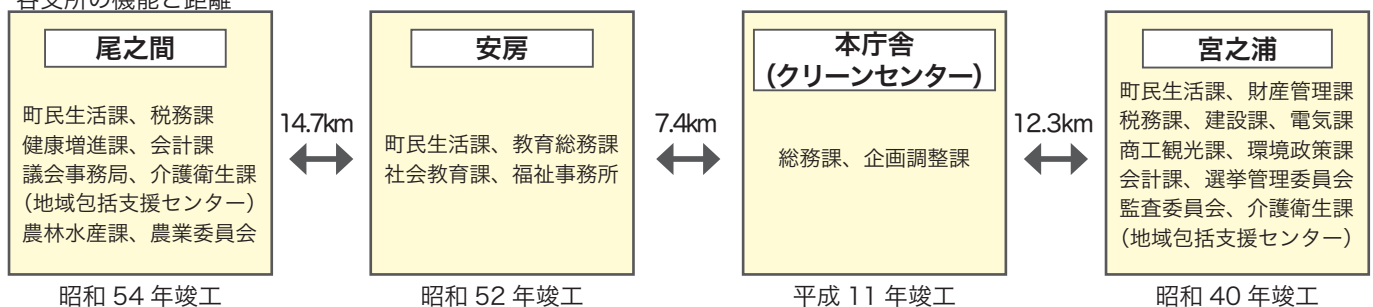 各支所の機能と距離
尾之間
町民生活課、税務課
健康増進課、会計課
議会事務局、介護衛生課
(地域包括支援センター)
農林水産課、農業委員会
昭和 54 年竣工
14.7km
安房
町民生活課、教育総務課
社会教育課、福祉事務所
昭和 52 年竣工
7.4km
本庁舎
(クリーンセンター)
総務課、企画調整課
平成 11 年竣工
12.3km
宮之浦
町民生活課、財産管理課
税務課、建設課、電気課
商工観光課、環境政策課
会計課、選挙管理委員会
監査委員会、介護衛生課
(地域包括支援センター)
昭和 40 年竣工